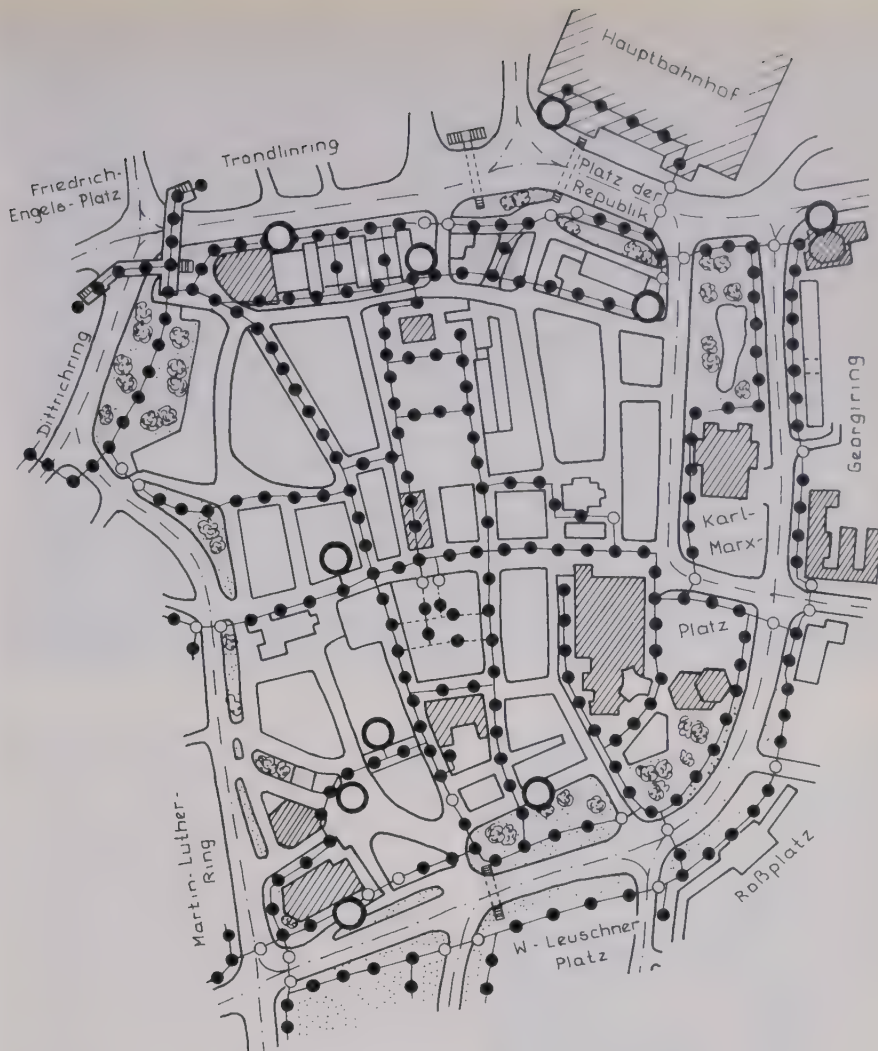 Hauptbahnhof
Tröndlinring
Friedrich-
Engels-Platz
Platz der
Republik
Dittrichring
Georgiring
Karl-
Marx-
Platz
Martin-Luther-
Ring
Roßplatz
W.-Leuschner
Platz